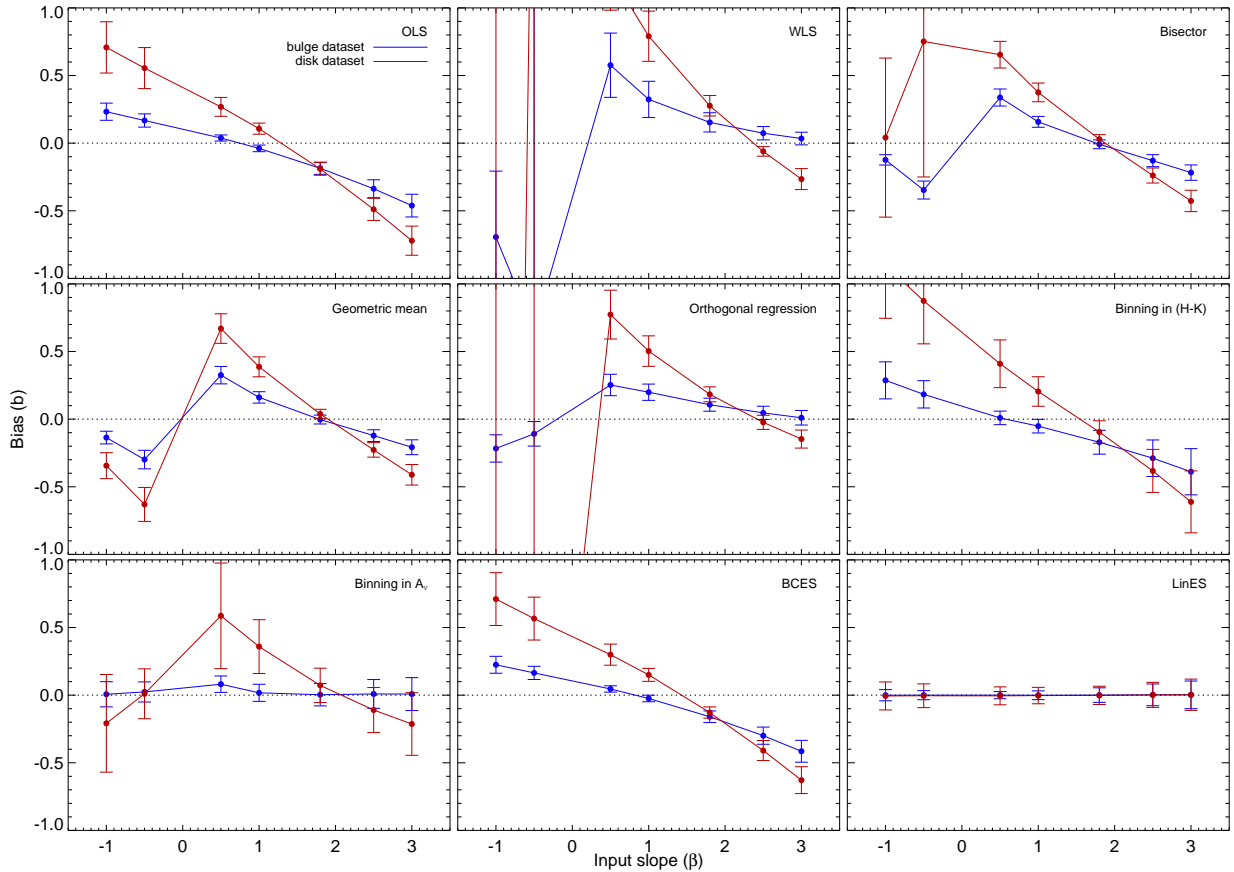 OLS
bulge dataset
disk dataset
WLS
Bisector
1.0
0.5
0.0
-0.5
-1.0
Geometric mean
Orthogonal regression
Binning in (H-K)
Bias (b)
1.0
0.5
0.0
-0.5
-1.0
Binning in Aᵥ
BCES
LinES
1.0
0.5
0.0
-0.5
-1.0
-1 0 1 2 3
-1 0 1 2 3
-1 0 1 2 3
Input slope (β)